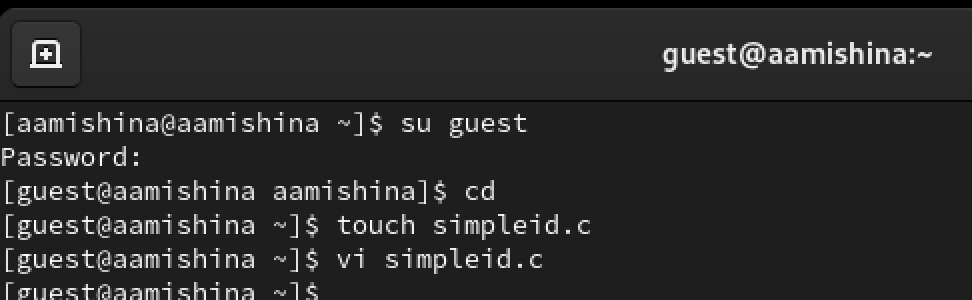 guest@aamishina:~
[aamishina@aamishina ~]$ su guest
Password:
[guest@aamishina aamishina]$ cd
[guest@aamishina ~]$ touch simpleid.c
[guest@aamishina ~]$ vi simpleid.c
[guest@aamishina ~]$